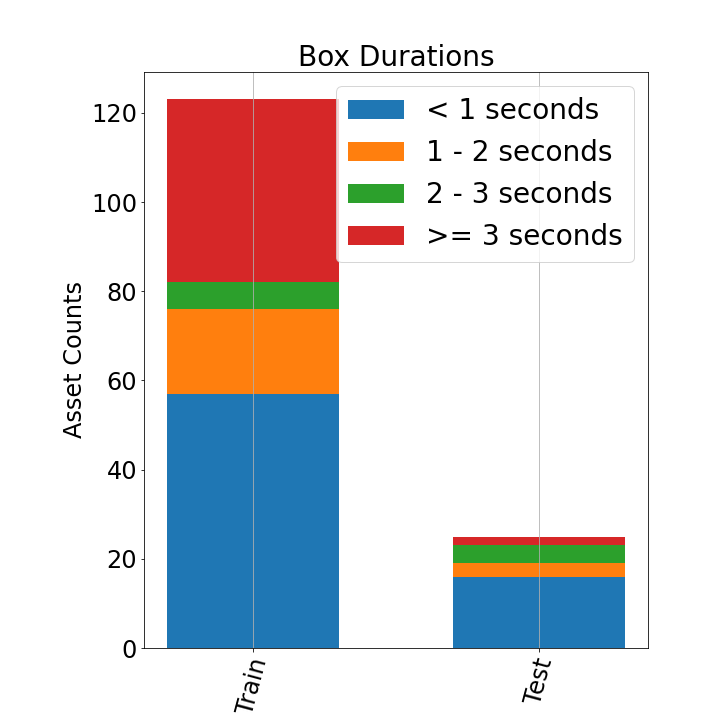 Box Durations
120
100
80
60
40
20
0
Asset Counts
< 1 seconds
1 - 2 seconds
2 - 3 seconds
>= 3 seconds
Train
Test